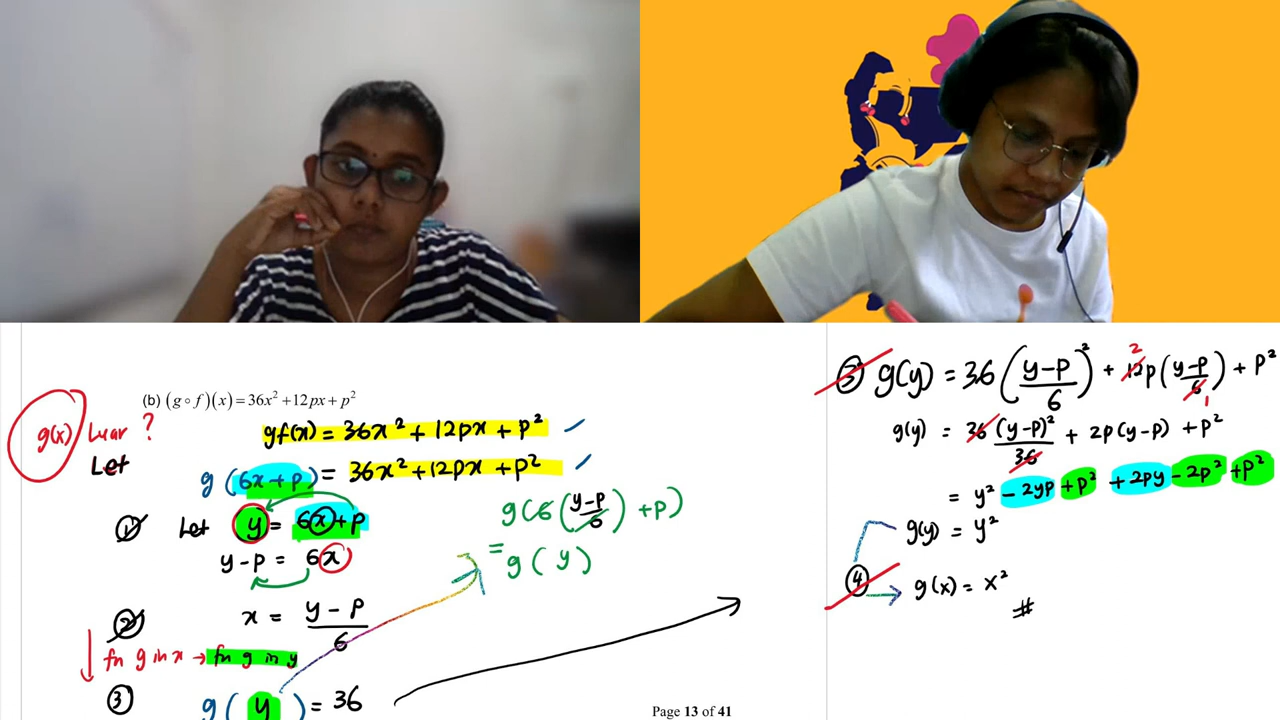 (b) (g ∘ f)(x) = 36x² + 12px + p²
g(x) luar ?
gf(x) = 36x² + 12px + p²
Let
g (6x + p) = 36x² + 12px + p²
① Let y = 6x + p
y - p = 6x
② x = y - p / 6
fn g in x → fn g in y
③ g( y ) = 36
g(6(y-p/6) + p)
= g( y )
Page 13 of 41
③ g(y) = 36(y-p/6)² + 12p(y-p/6) + p²
2
1
g(y) = 36 (y-p)²/36 + 2p(y-p) + p²
= y² - 2yp + p² + 2py - 2p² + p²
g(y) = y²
④ → g(x) = x²
#